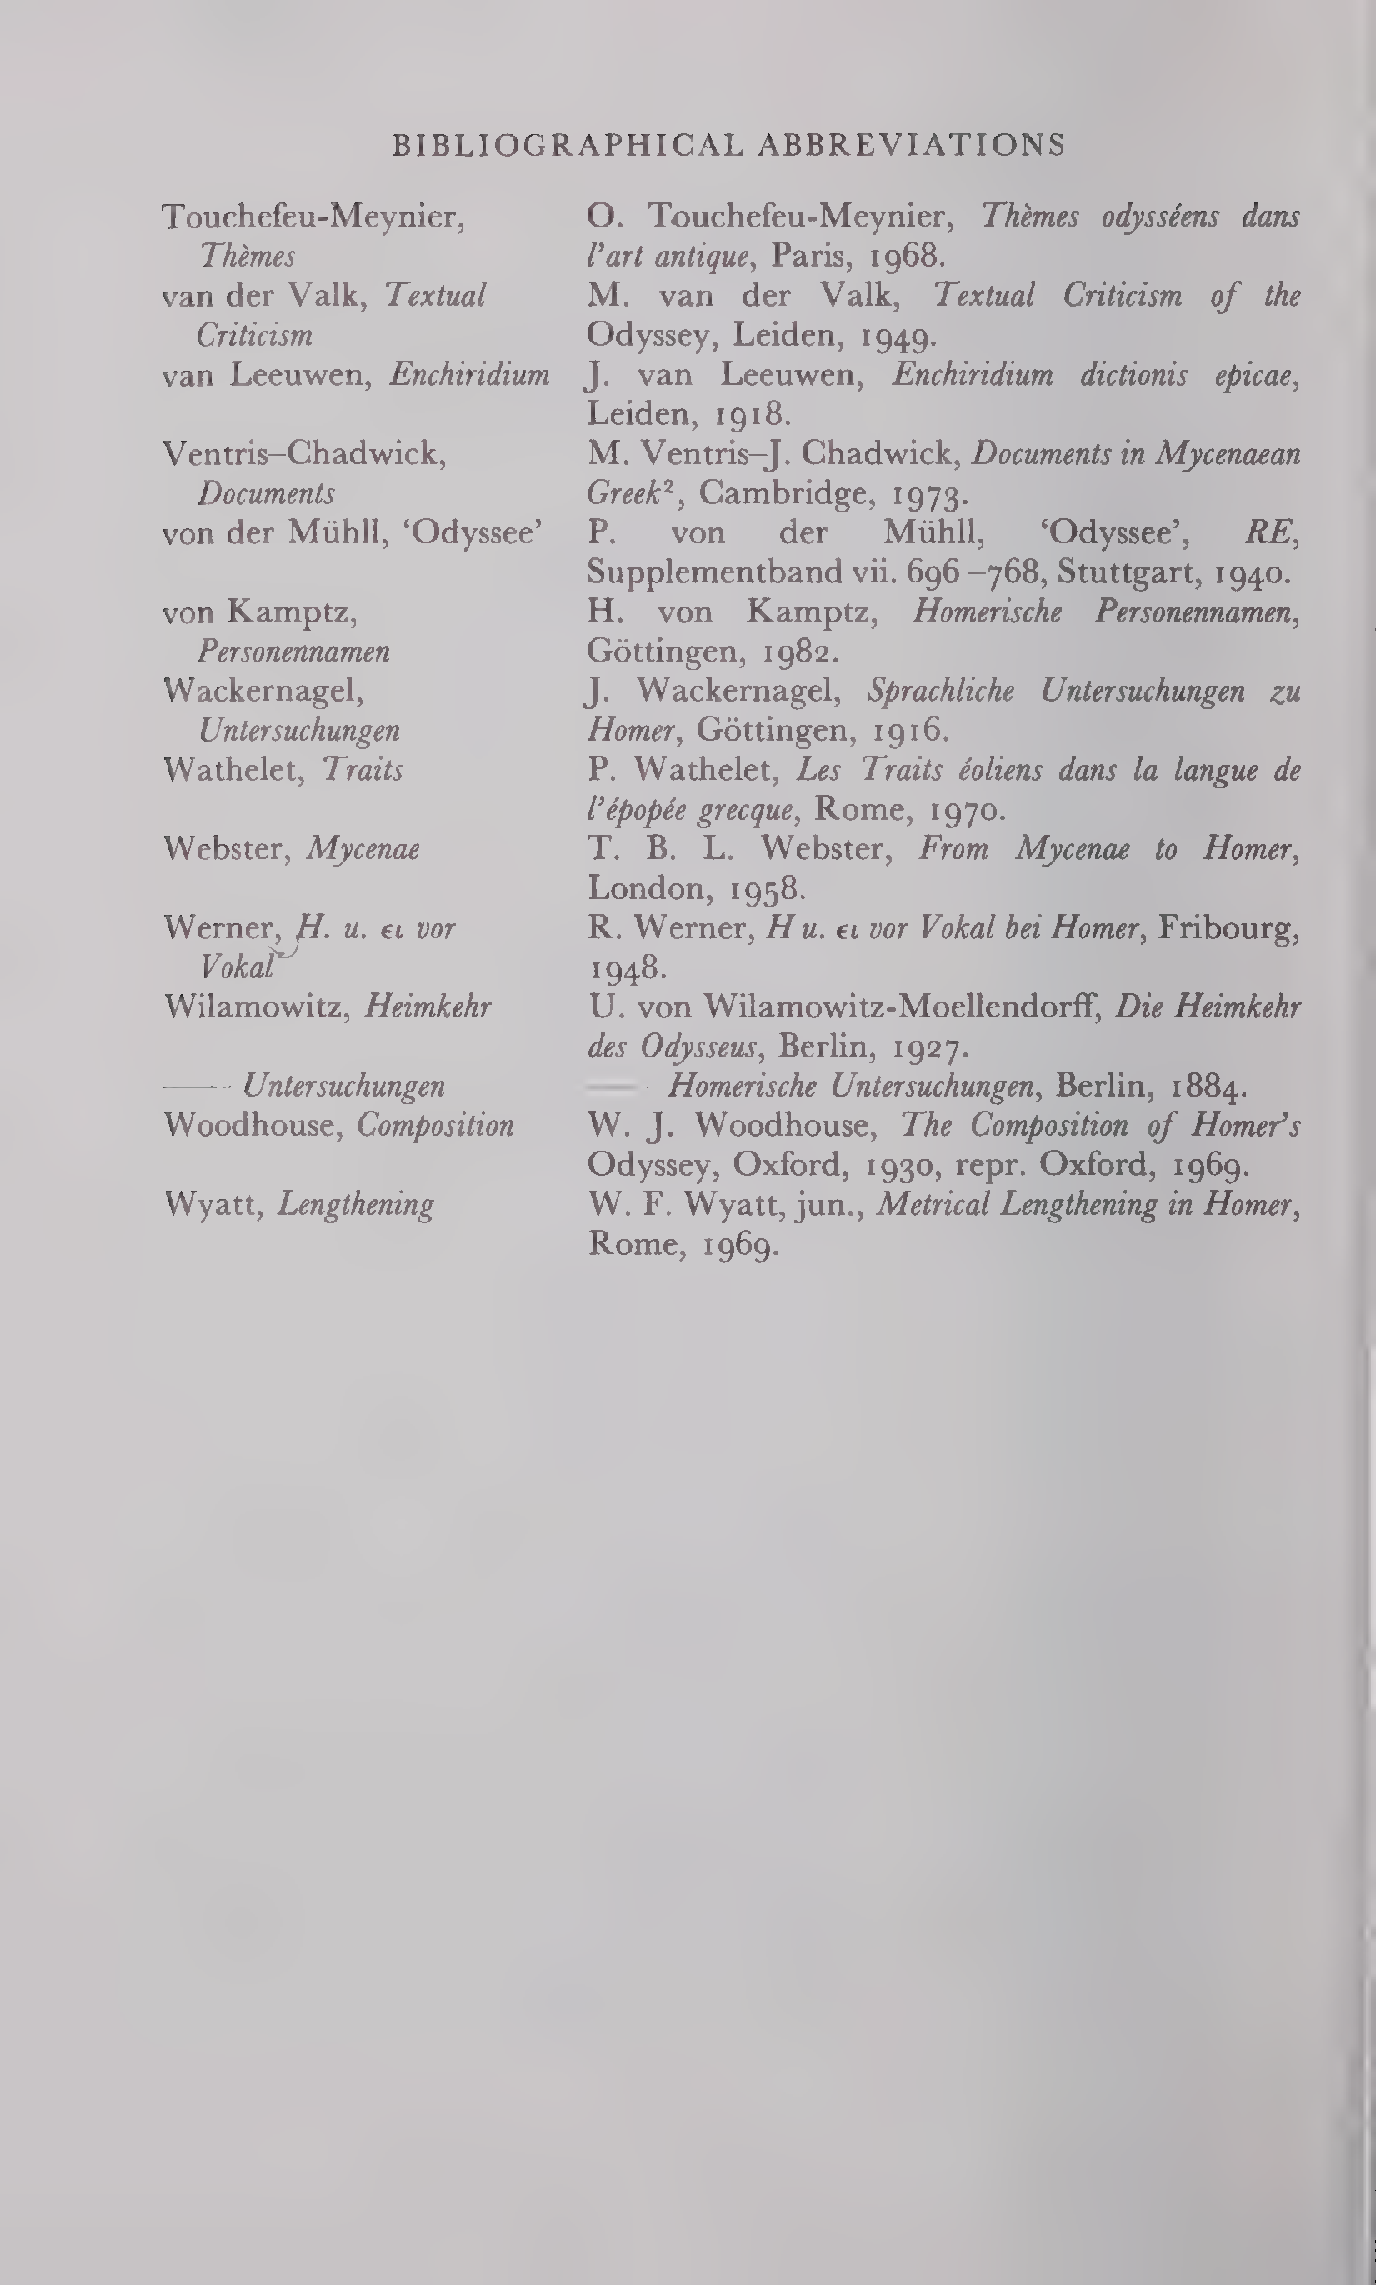 BIBLIOGRAPHICAL ABBREVIATIONS
Touchefeu-Meynier, O. Touchefeu-Meynier, Thèmes odysséens dans
Thèmes l'art antique, Paris, 1968.
van der Valk, Textual M. van der Valk, Textual Criticism of the
Criticism Odyssey, Leiden, 1949.
van Leeuwen, Enchiridium J. van Leeuwen, Enchiridium dictionis epicae,
Leiden, 1918.
Ventris–Chadwick, M. Ventris–J. Chadwick, Documents in Mycenaean
Documents Greek², Cambridge, 1973.
von der Mühll, ‘Odyssee’ P. von der Mühll, ‘Odyssee’, RE,
Supplementband vii. 696–768, Stuttgart, 1940.
von Kamptz, H. von Kamptz, Homerische Personennamen,
Personennamen Göttingen, 1982.
Wackernagel, J. Wackernagel, Sprachliche Untersuchungen zu
Untersuchungen Homer, Göttingen, 1916.
Wathelet, Traits P. Wathelet, Les Traits éoliens dans la langue de
l'épopée grecque, Rome, 1970.
Webster, Mycenae T. B. L. Webster, From Mycenae to Homer,
London, 1958.
Werner, H. u. ει vor R. Werner, H u. ει vor Vokal bei Homer, Fribourg,
Vokal 1948.
Wilamowitz, Heimkehr U. von Wilamowitz-Moellendorff, Die Heimkehr
des Odysseus, Berlin, 1927.
—— Untersuchungen —— Homerische Untersuchungen, Berlin, 1884.
Woodhouse, Composition W. J. Woodhouse, The Composition of Homer's
Odyssey, Oxford, 1930, repr. Oxford, 1969.
Wyatt, Lengthening W. F. Wyatt, jun., Metrical Lengthening in Homer,
Rome, 1969.